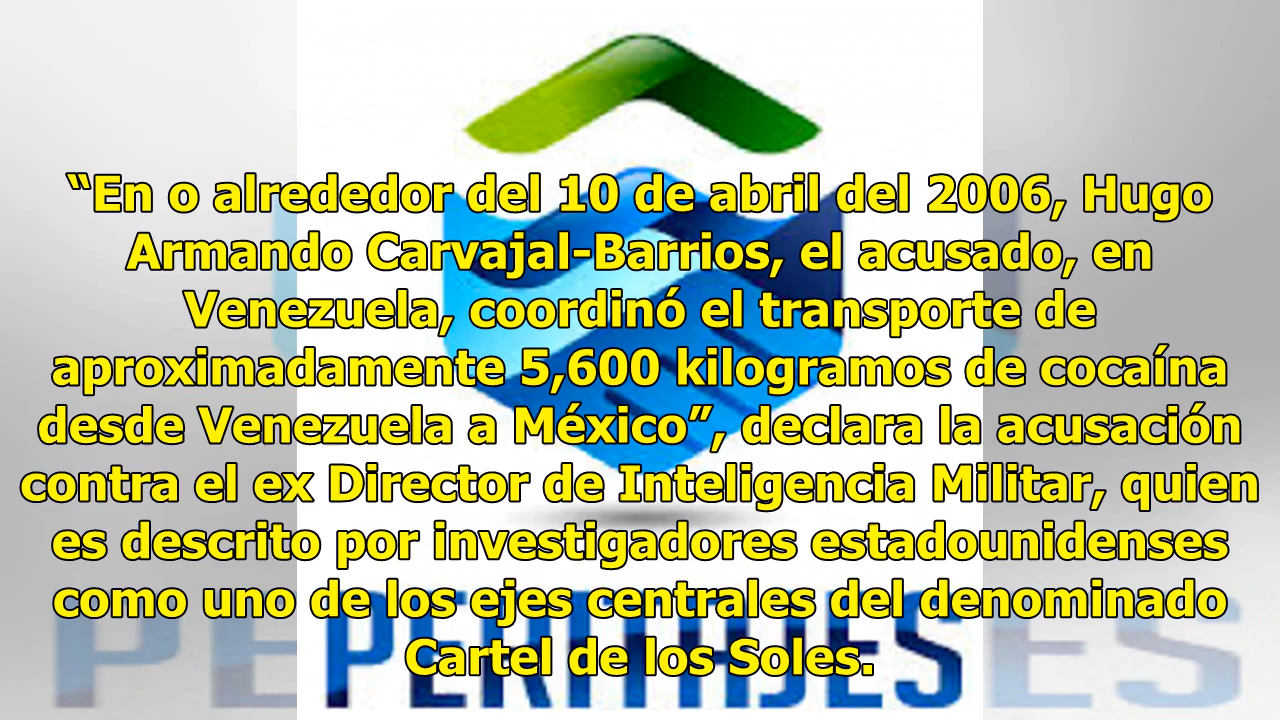 “En o alrededor del 10 de abril del 2006, Hugo
Armando Carvajal-Barrios, el acusado, en
Venezuela, coordinó el transporte de
aproximadamente 5,600 kilogramos de cocaína
desde Venezuela a México”, declara la acusación
contra el ex Director de Inteligencia Militar, quien
es descrito por investigadores estadounidenses
como uno de los ejes centrales del denominado
Cartel de los Soles.